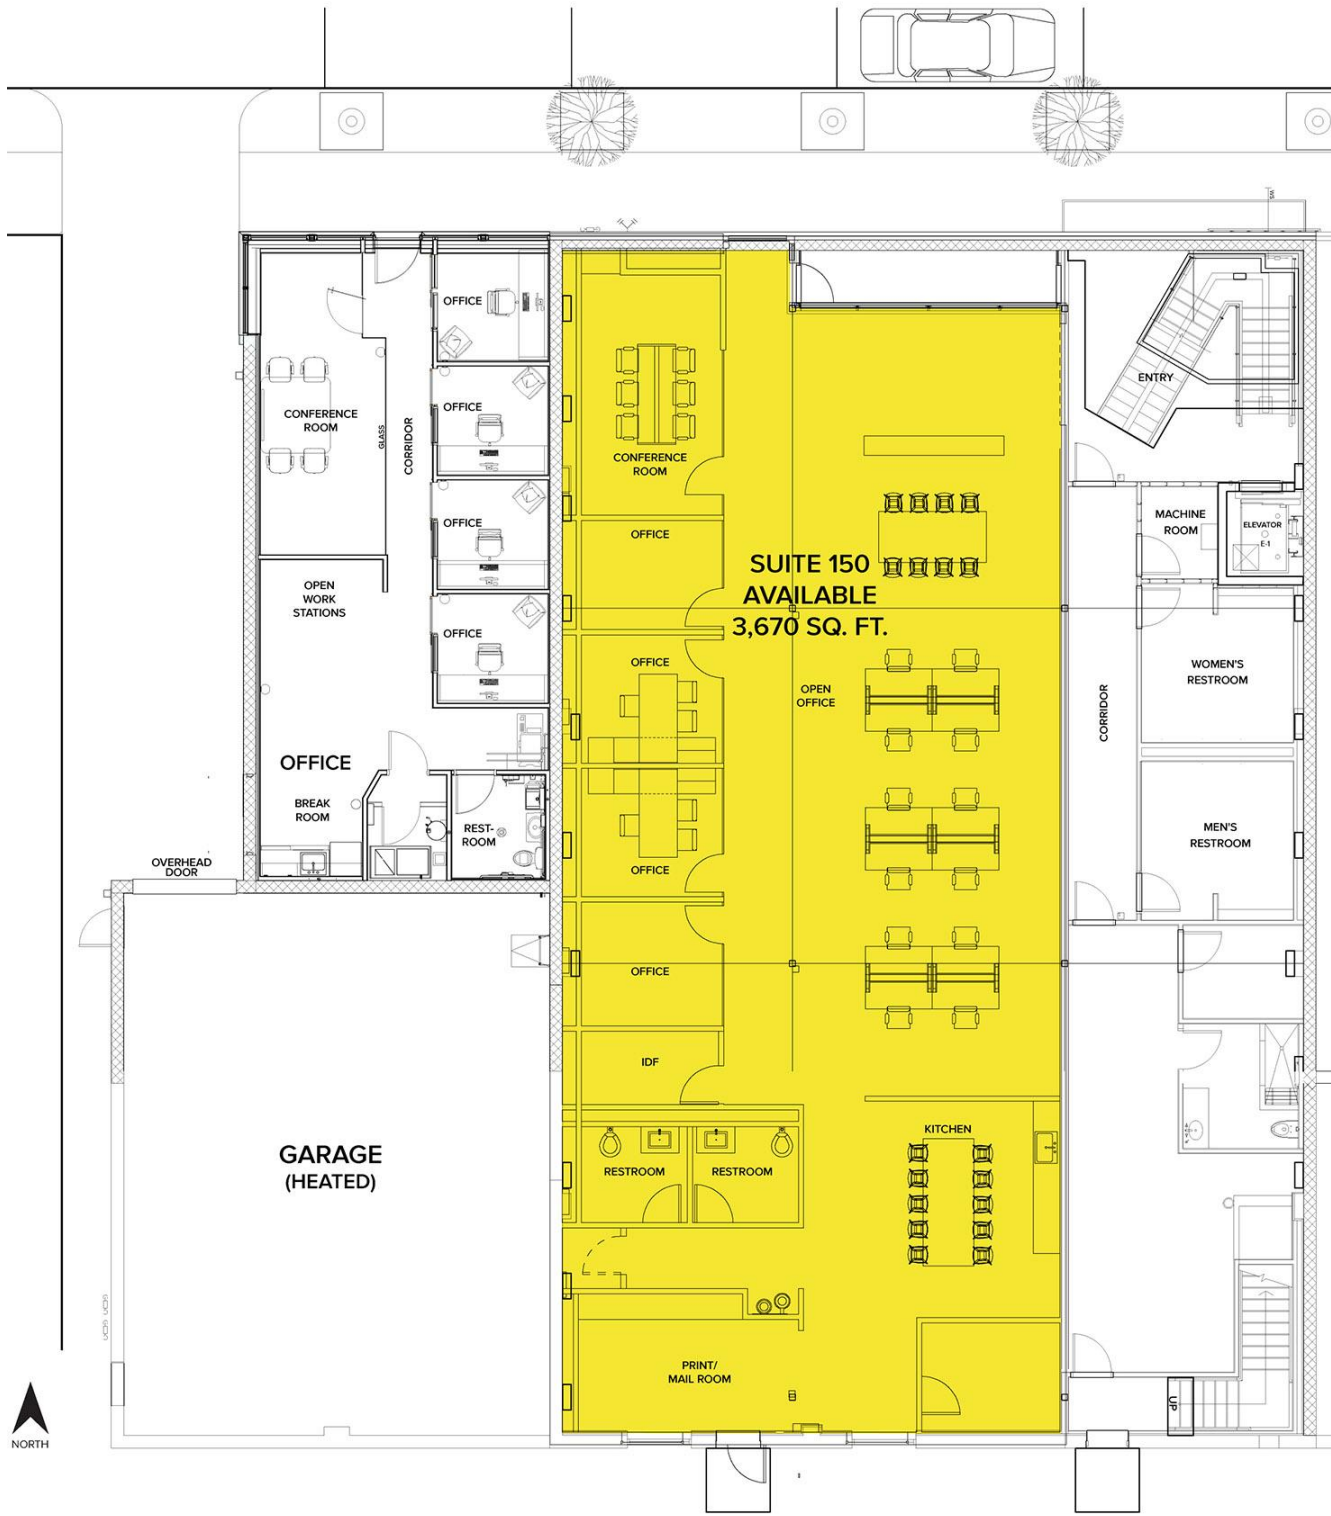 WS
OFFICE
ENTRY
OFFICE
CONFERENCE
ROOM
GLASS
CORRIDOR
CONFERENCE
ROOM
OFFICE
OFFICE
MACHINE
ROOM
ELEVATOR
E-1
SUITE 150
AVAILABLE
3,670 SQ. FT.
OPEN
WORK
STATIONS
OFFICE
OFFICE
OPEN
OFFICE
WOMEN'S
RESTROOM
CORRIDOR
OFFICE
BREAK
ROOM
REST-
ROOM
MEN'S
RESTROOM
OVERHEAD
DOOR
OFFICE
OFFICE
IDF
KITCHEN
GARAGE
(HEATED)
RESTROOM
RESTROOM
PRINT/
MAIL ROOM
UP
NORTH